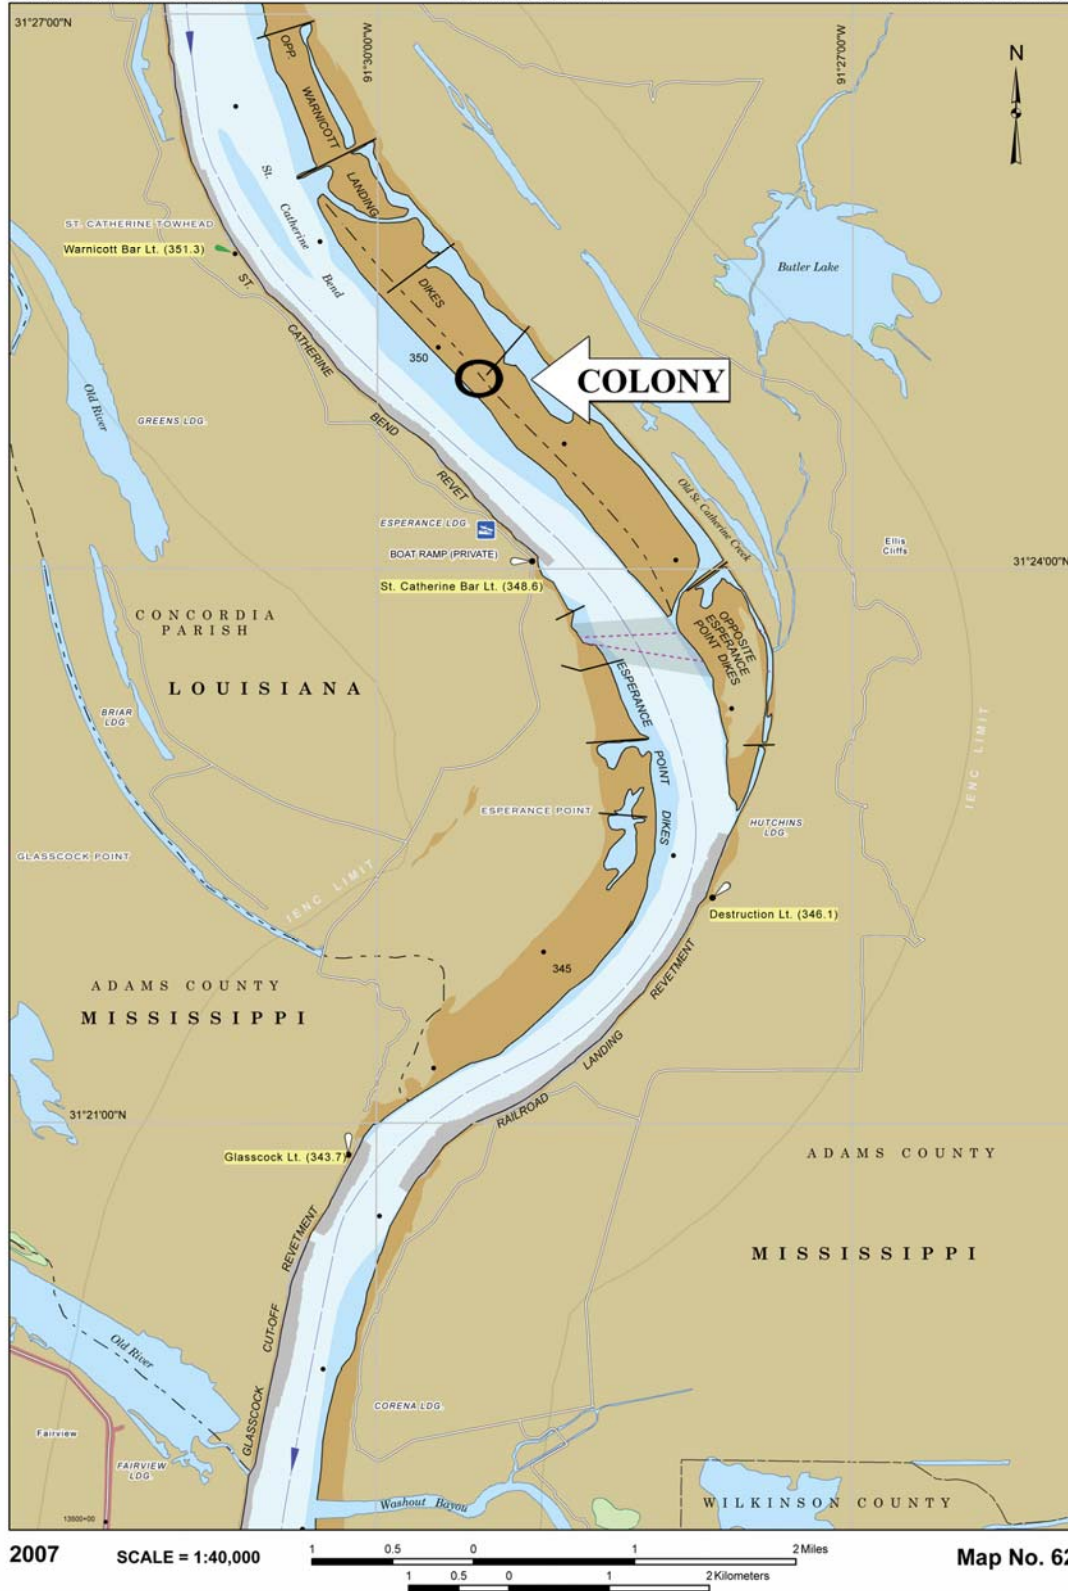 31°27'00"N
91°30'00"W
91°27'00"W
N
OPP.
WARNICOTT
LANDING
DIKES
St.
Catherine
Bend
ST. CATHERINE TOWHEAD
Warnicott Bar Lt. (351.3)
Butler Lake
ST.
CATHERINE
BEND
REVET
350
COLONY
Old River
GREENS LDG.
Old St. Catherine Creek
ESPERANCE LDG.
BOAT RAMP (PRIVATE)
Ellis
Cliffs
31°24'00"N
St. Catherine Bar Lt. (348.6)
CONCORDIA
PARISH
OPPOSITE
ESPERANCE
POINT DIKES
LOUISIANA
ESPERANCE
POINT
DIKES
BRIAR
LDG.
IENC LIMIT
ESPERANCE POINT
HUTCHINS
LDG.
GLASSCOCK POINT
IENC LIMIT
Destruction Lt. (346.1)
345
REVETMENT
LANDING
RAILROAD
ADAMS COUNTY
MISSISSIPPI
31°21'00"N
Glasscock Lt. (343.7)
ADAMS COUNTY
MISSISSIPPI
REVETMENT
CUT-OFF
GLASSCOCK
Old River
CORENA LDG.
Fairview
FAIRVIEW
LDG.
Washout Bayou
WILKINSON COUNTY
13500+00
2007
SCALE = 1:40,000
1 0.5 0 1 2 Miles
1 0.5 0 1 2 Kilometers
Map No. 62